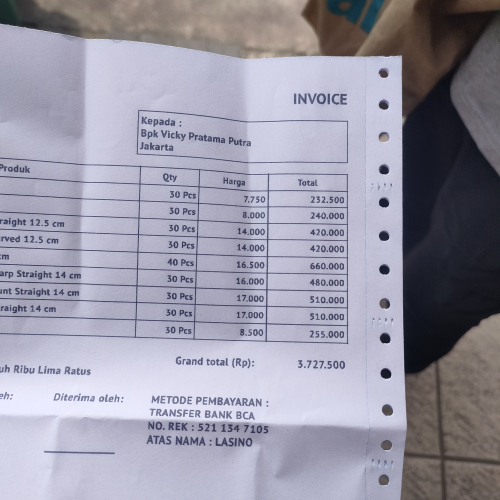 INVOICE
Kepada :
Bpk Vicky Pratama Putra
Jakarta
Produk Qty Harga Total
30 Pcs 7.750 232.500
30 Pcs 8.000 240.000
raight 12.5 cm 30 Pcs 14.000 420.000
rved 12.5 cm 30 Pcs 14.000 420.000
cm 40 Pcs 16.500 660.000
arp Straight 14 cm 30 Pcs 16.000 480.000
unt Straight 14 cm 30 Pcs 17.000 510.000
traight 14 cm 30 Pcs 17.000 510.000
30 Pcs 8.500 255.000
Grand total (Rp): 3.727.500
uh Ribu Lima Ratus
eh: Diterima oleh:
METODE PEMBAYARAN :
TRANSFER BANK BCA
NO. REK : 521 134 7105
ATAS NAMA : LASINO